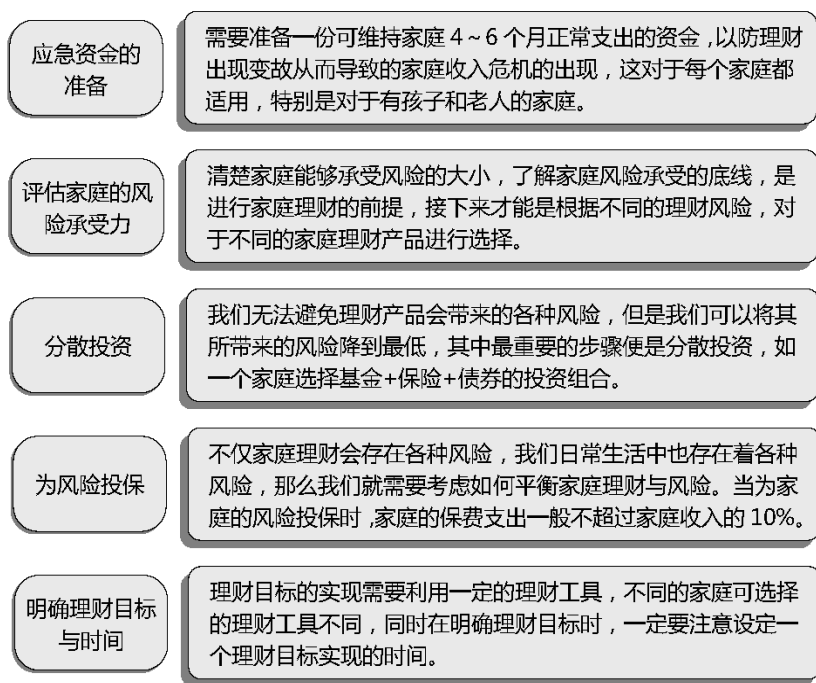 应急资金的
准备
需要准备一份可维持家庭 4～6 个月正常支出的资金，以防理财
出现变故从而导致的家庭收入危机的出现，这对于每个家庭都
适用，特别是对于有孩子和老人的家庭。
评估家庭的风
险承受力
清楚家庭能够承受风险的大小，了解家庭风险承受的底线，是
进行家庭理财的前提，接下来才能是根据不同的理财风险，对
于不同的家庭理财产品进行选择。
分散投资
我们无法避免理财产品会带来的各种风险，但是我们可以将其
所带来的风险降到最低，其中最重要的步骤便是分散投资，如
一个家庭选择基金+保险+债券的投资组合。
为风险投保
不仅家庭理财会存在各种风险，我们日常生活中也存在着各种
风险，那么我们就需要考虑如何平衡家庭理财与风险。当为家
庭的风险投保时，家庭的保费支出一般不超过家庭收入的 10%。
明确理财目标
与时间
理财目标的实现需要利用一定的理财工具，不同的家庭可选择
的理财工具不同，同时在明确理财目标时，一定要注意设定一
个理财目标实现的时间。